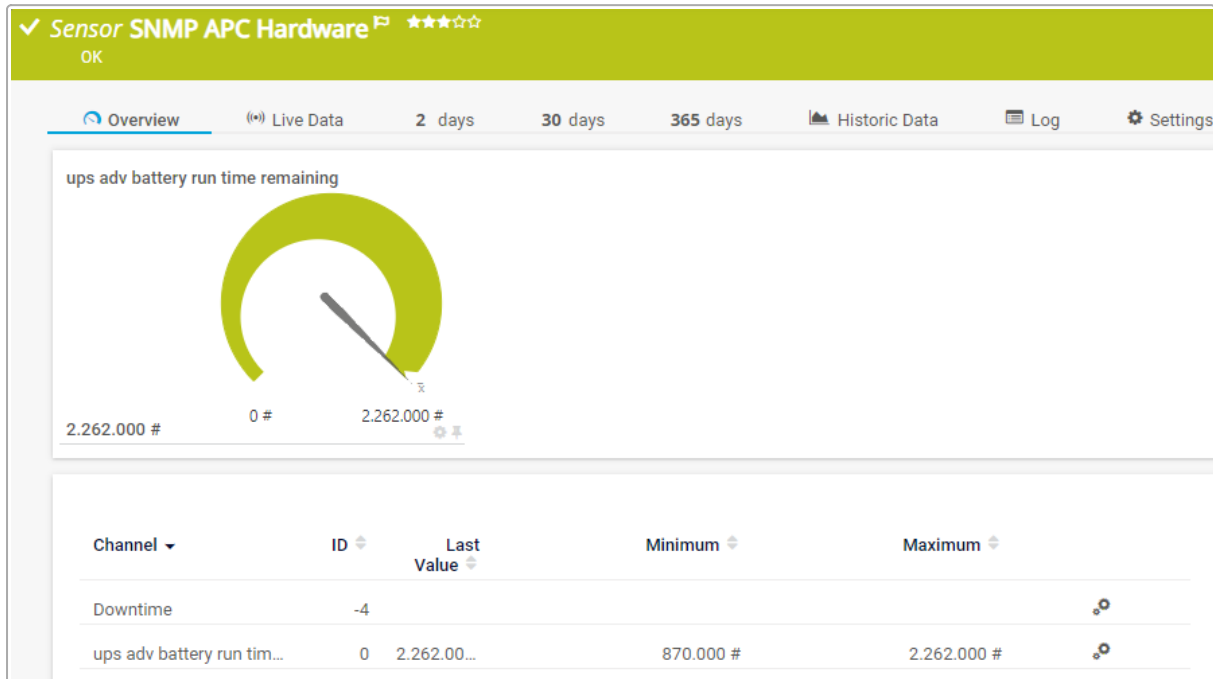 Sensor SNMP APC Hardware
OK
Overview Live Data 2 days 30 days 365 days Historic Data Log Settings
ups adv battery run time remaining
x̄
0 # 2.262.000 #
2.262.000 #
Channel ID Last Value Minimum Maximum
Downtime -4
ups adv battery run tim... 0 2.262.00... 870.000 # 2.262.000 #